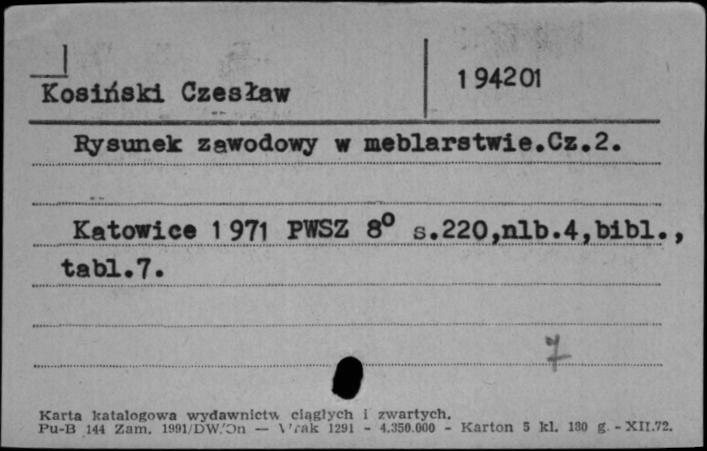 Kosiński Czesław
194201
Rysunek zawodowy w meblarstwie.Cz.2.
Katowice 1971 PWSZ 8° s.220,nlb.4,bibl.,
tabl.7.
7
Karta katalogowa wydawnictw ciągłych i zwartych.
Pu-B 144 Zam. 1991/DW/On — 1291 - 4.350.000 - Karton 5 kl. 180 g. - XII.72.